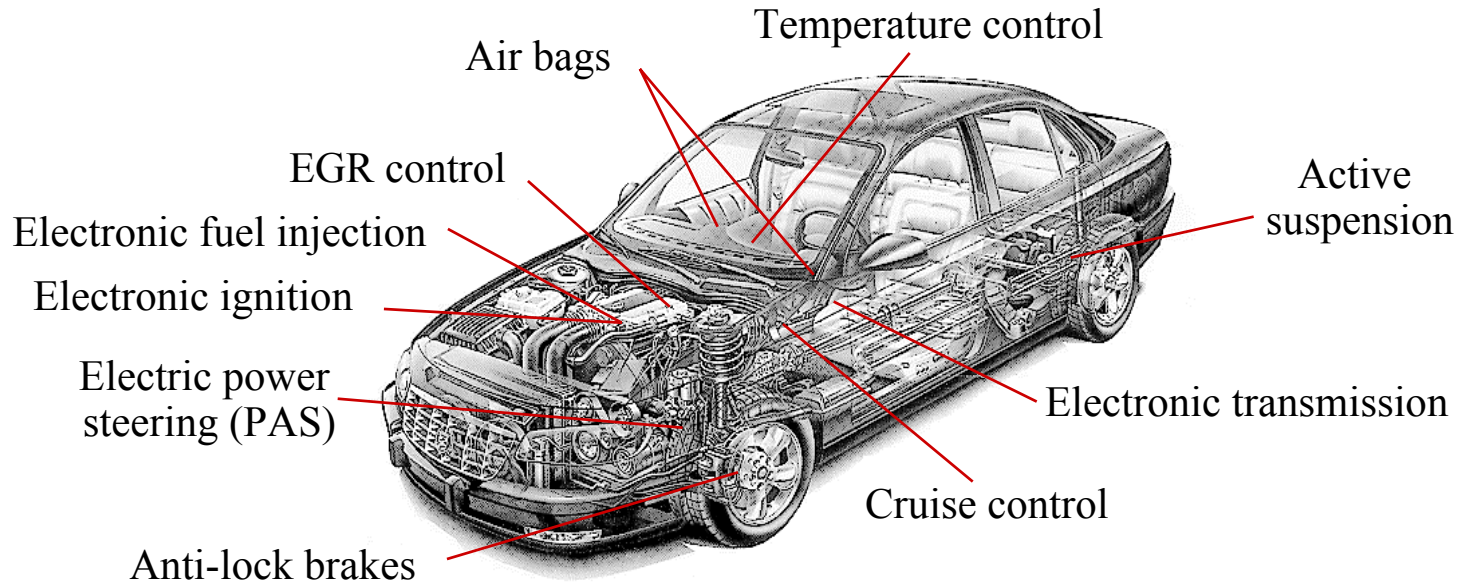 Temperature control
Air bags
EGR control
Active
suspension
Electronic fuel injection
Electronic ignition
Electric power
steering (PAS)
Electronic transmission
Cruise control
Anti-lock brakes